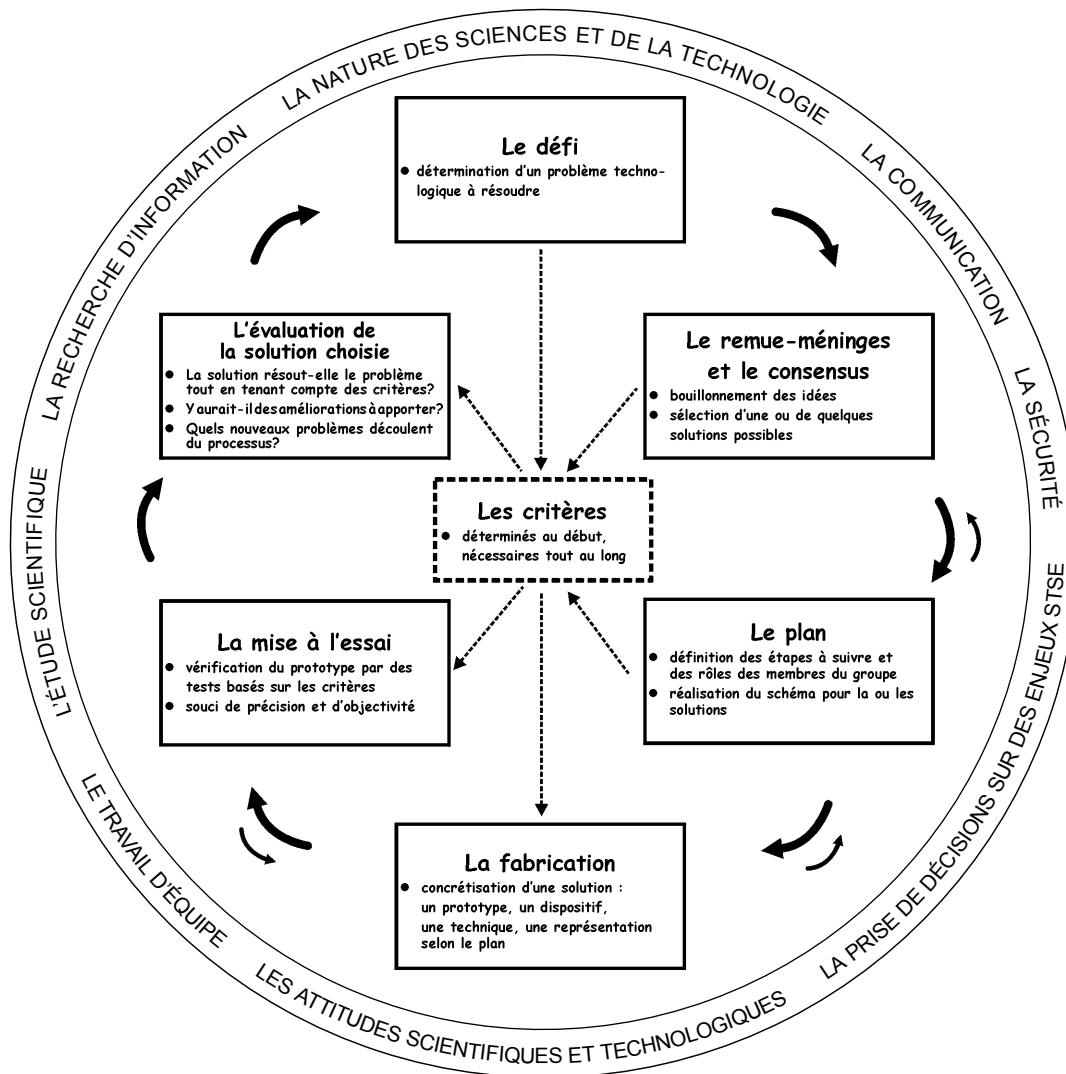 LA NATURE DES SCIENCES ET DE LA TECHNOLOGIE
LA COMMUNICATION
LA SÉCURITÉ
LA PRISE DE DÉCISIONS SUR DES ENJEUX STSE
LES ATTITUDES SCIENTIFIQUES ET TECHNOLOGIQUES
LE TRAVAIL D'ÉQUIPE
L'ÉTUDE SCIENTIFIQUE
LA RECHERCHE D'INFORMATION
Le défi
• détermination d'un problème techno-
logique à résoudre
Le remue-méninges
et le consensus
• bouillonnement des idées
• sélection d'une ou de quelques
solutions possibles
Le plan
• définition des étapes à suivre et
des rôles des membres du groupe
• réalisation du schéma pour la ou les
solutions
La fabrication
• concrétisation d'une solution :
un prototype, un dispositif,
une technique, une représentation
selon le plan
La mise à l'essai
• vérification du prototype par des
tests basés sur les critères
• souci de précision et d'objectivité
L'évaluation de
la solution choisie
• La solution résout-elle le problème
tout en tenant compte des critères?
• Y aurait-il des améliorations à apporter?
• Quels nouveaux problèmes découlent
du processus?
Les critères
• déterminés au début,
nécessaires tout au long